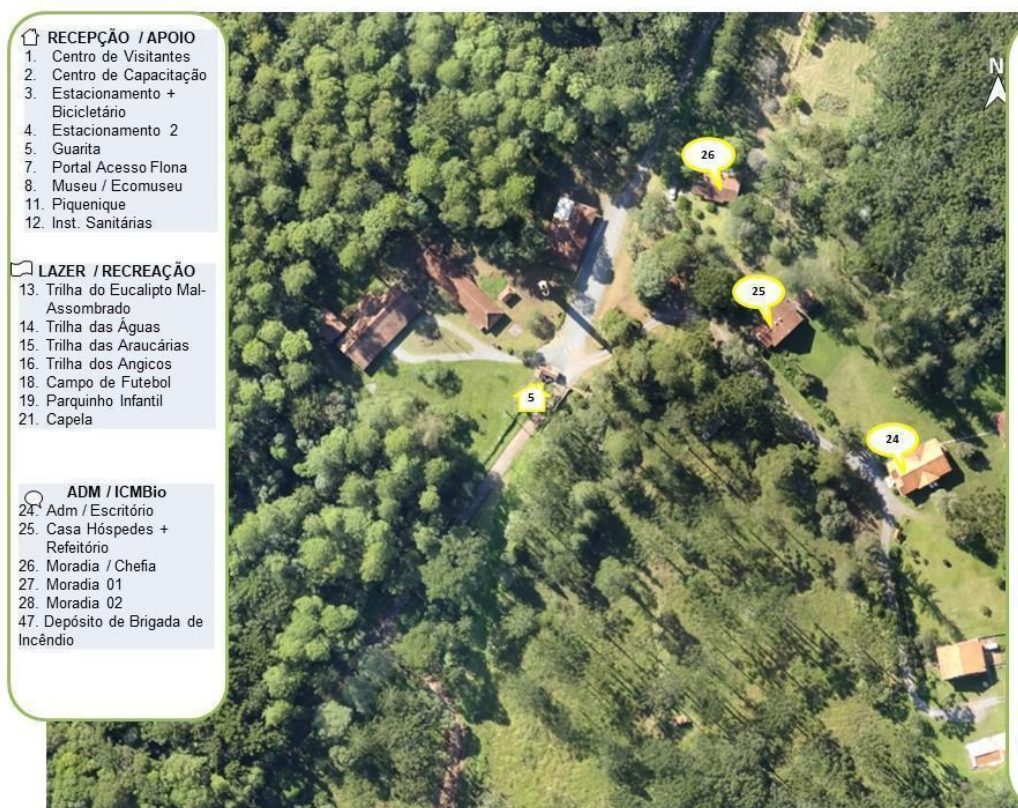 RECEPÇÃO / APOIO
1. Centro de Visitantes
2. Centro de Capacitação
3. Estacionamento +
Bicicletário
4. Estacionamento 2
5. Guarita
7. Portal Acesso Flona
8. Museu / Ecomuseu
11. Piquenique
12. Inst. Sanitárias
LAZER / RECREAÇÃO
13. Trilha do Eucalipto Mal-
Assombrado
14. Trilha das Águas
15. Trilha das Araucárias
16. Trilha dos Angicos
18. Campo de Futebol
19. Parquinho Infantil
21. Capela
ADM / ICMBio
24. Adm / Escritório
25. Casa Hóspedes +
Refeitório
26. Moradia / Chefia
27. Moradia 01
28. Moradia 02
47. Depósito de Brigada de
Incêndio
N
26
25
5
24